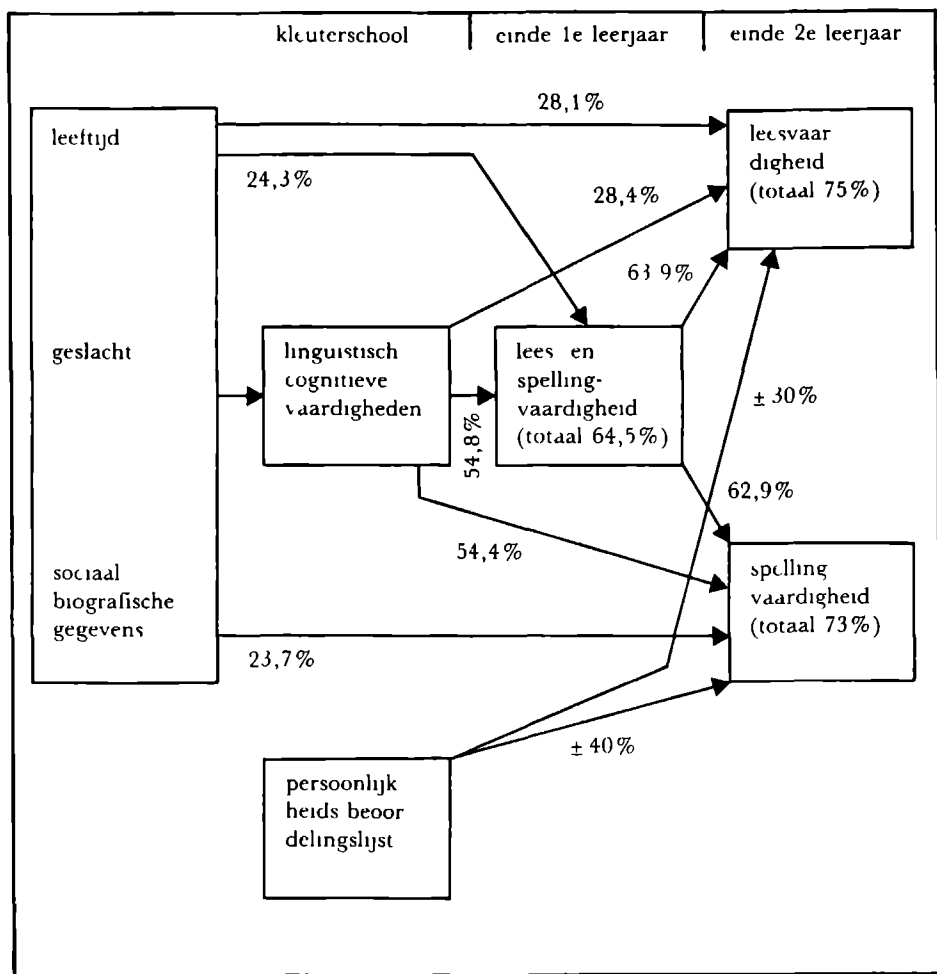 kleuterschool
einde 1e leerjaar
einde 2e leerjaar
leeftijd
geslacht
sociaal
biografische
gegevens
28,1%
24,3%
28,4%
63 9%
leesvaar
digheid
(totaal 75%)
linguistisch
cognitieve
vaardigheden
54,8%
lees en
spelling-
vaardigheid
(totaal 64,5%)
± 30%
62,9%
54,4%
23,7%
spelling
vaardigheid
(totaal 73%)
± 40%
persoonlijk
heids beoor
delingslijst